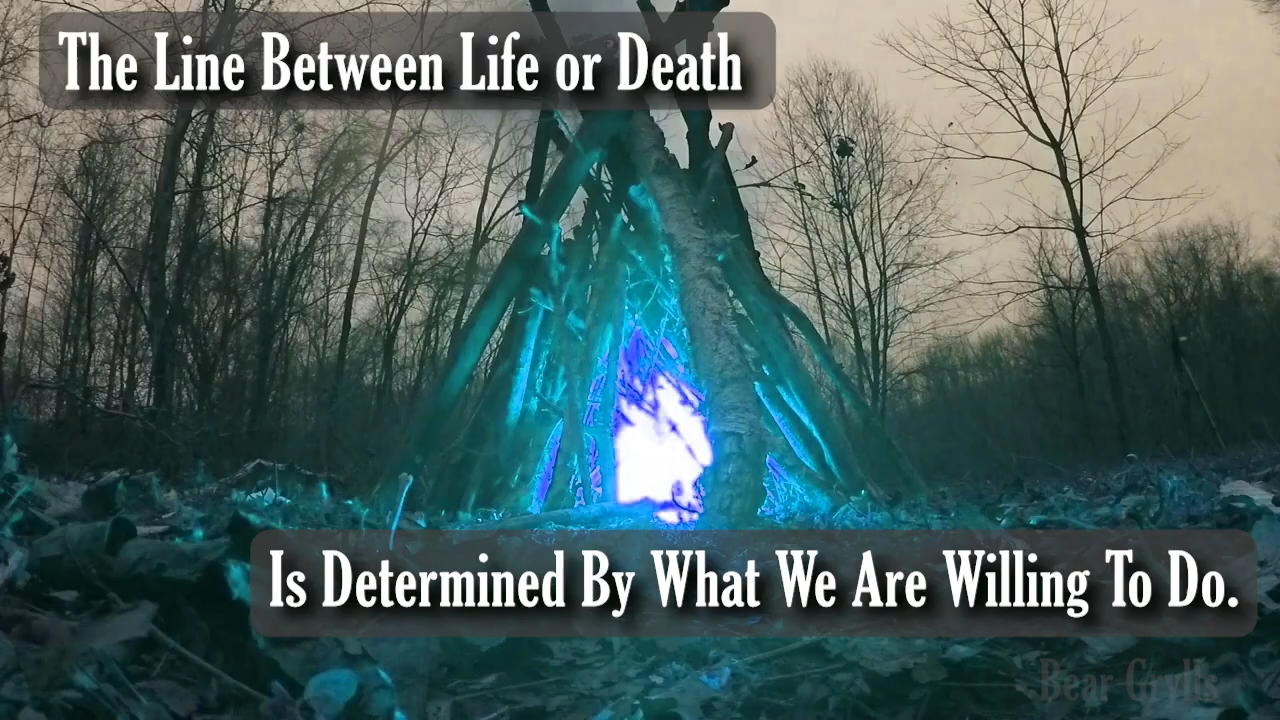 The Line Between Life or Death
Is Determined By What We Are Willing To Do.
Bear Grylls